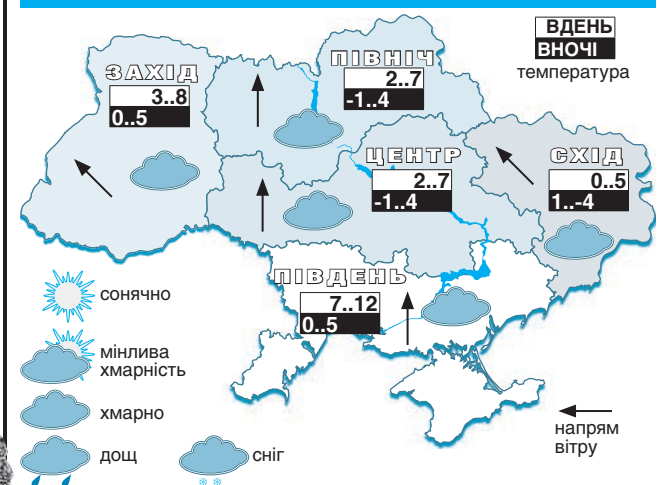 ВДЕНЬ
ВНОЧІ
температура
ПІВНІЧ
2..7
-1..4
ЗАХІД
3..8
0..5
ЦЕНТР
2..7
-1..4
СХІД
0..5
1..-4
ПІВДЕНЬ
7..12
0..5
сонячно
мінлива
хмарність
хмарно
дощ
сніг
напрям
вітру